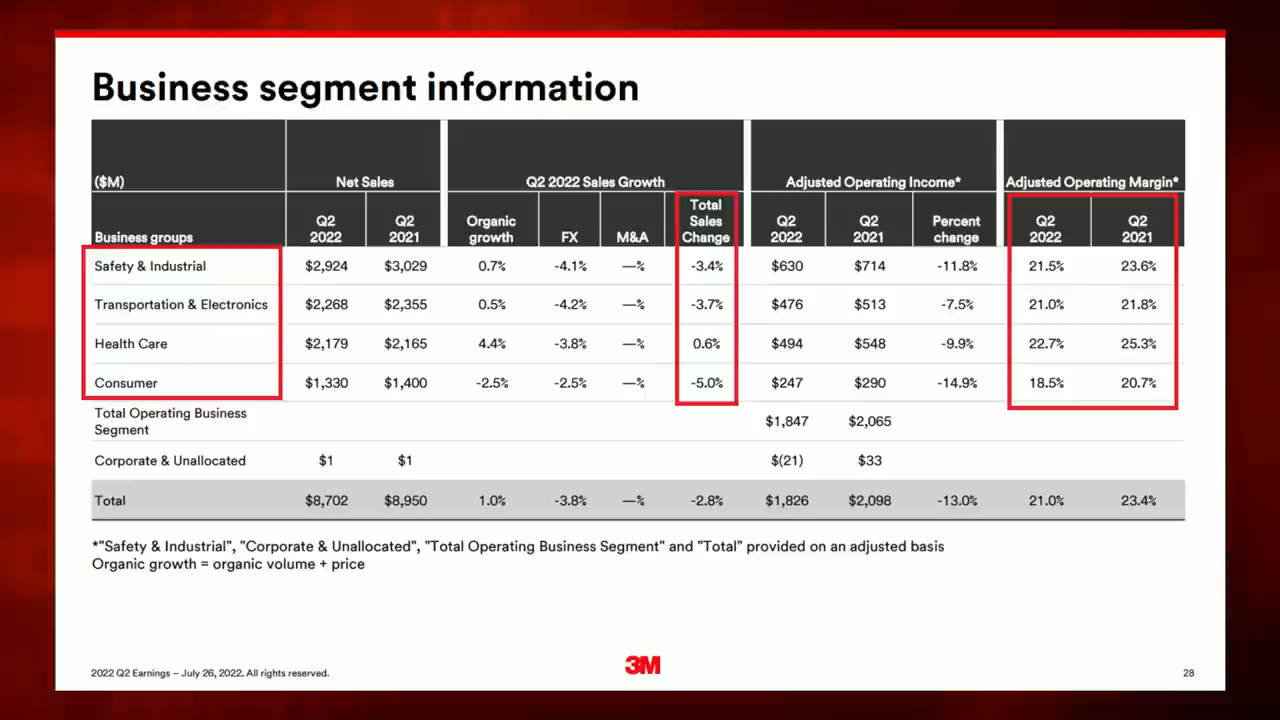 Business segment information
($M) Net Sales Q2 2022 Sales Growth Adjusted Operating Income* Adjusted Operating Margin*
Business groups Q2 2022 Q2 2021 Organic growth FX M&A Total Sales Change Q2 2022 Q2 2021 Percent change Q2 2022 Q2 2021
Safety & Industrial $2,924 $3,029 0.7% -4.1% —% -3.4% $630 $714 -11.8% 21.5% 23.6%
Transportation & Electronics $2,268 $2,355 0.5% -4.2% —% -3.7% $476 $513 -7.5% 21.0% 21.8%
Health Care $2,179 $2,165 4.4% -3.8% —% 0.6% $494 $548 -9.9% 22.7% 25.3%
Consumer $1,330 $1,400 -2.5% -2.5% —% -5.0% $247 $290 -14.9% 18.5% 20.7%
Total Operating Business Segment $1,847 $2,065
Corporate & Unallocated $1 $1 $(21) $33
Total $8,702 $8,950 1.0% -3.8% —% -2.8% $1,826 $2,098 -13.0% 21.0% 23.4%
*"Safety & Industrial", "Corporate & Unallocated", "Total Operating Business Segment" and "Total" provided on an adjusted basis
Organic growth = organic volume + price
2022 Q2 Earnings – July 26, 2022. All rights reserved.
3M
28